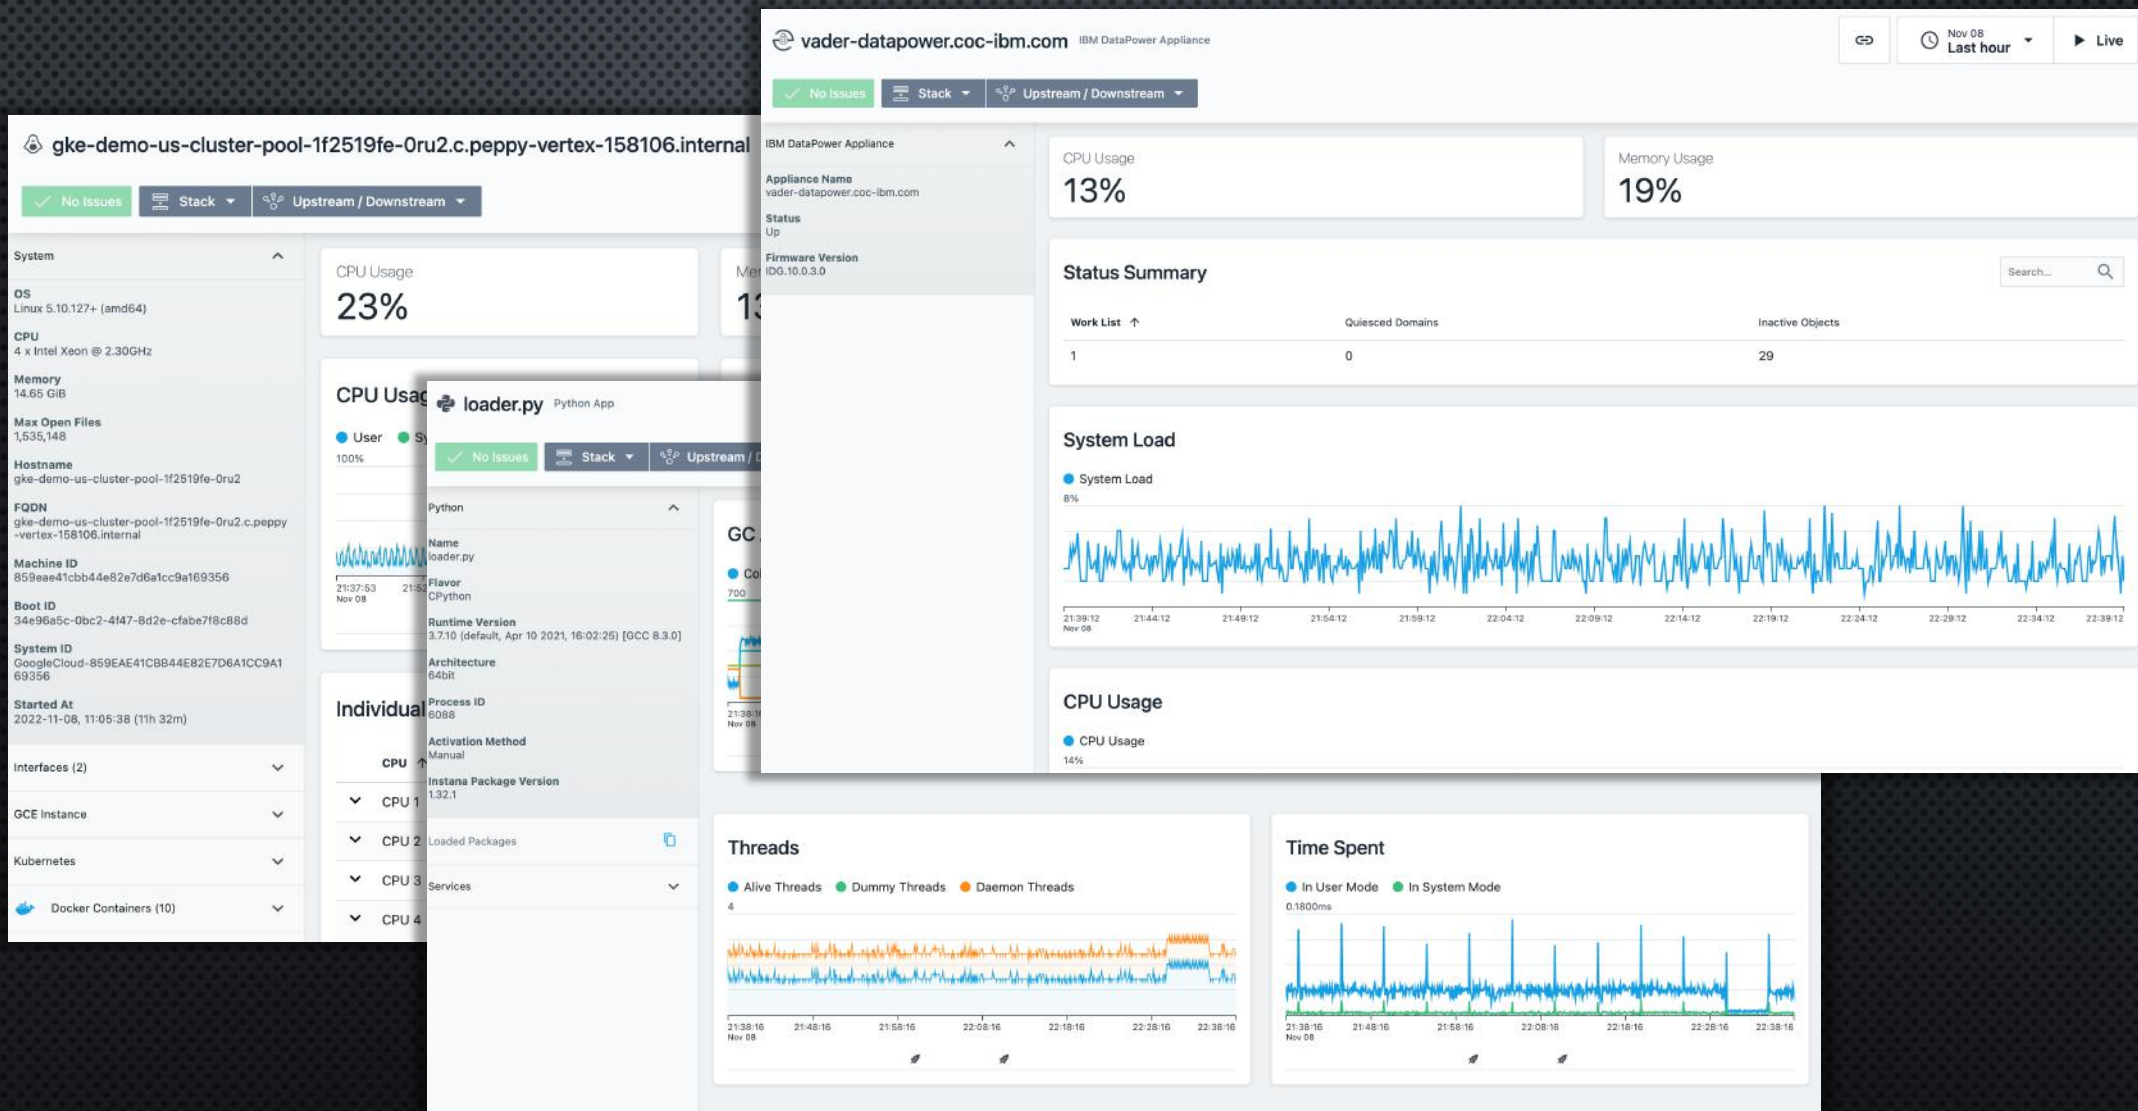 gke-demo-us-cluster-pool-1f2519fe-0ru2.c.peppy-vertex-158106.internal
No Issues
Stack
Upstream / Downstream
System
OS
Linux 5.10.127+ (amd64)
CPU
4 x Intel Xeon @ 2.30GHz
Memory
14.65 GiB
Max Open Files
1,535,148
Hostname
gke-demo-us-cluster-pool-1f2519fe-0ru2
FQDN
gke-demo-us-cluster-pool-1f2519fe-0ru2.c.peppy
-vertex-158106.internal
Machine ID
859eae41cbb44e82e7d6a1cc9a169356
Boot ID
34e96a5c-0bc2-4f47-8d2e-cfabe7f8c88d
System ID
GoogleCloud-859EAE41CBB44E82E7D6A1CC9A1
69356
Started At
2022-11-08, 11:05:38 (11h 32m)
Interfaces (2)
GCE Instance
Kubernetes
Docker Containers (10)
CPU Usage
23%
CPU
User
100%
21:37:53
Nov 08
Individual
CPU
CPU 1
CPU 2
CPU 3
CPU 4
loader.py Python App
No Issues
Stack
Upstream /
Python
Name
loader.py
Flavor
CPython
Runtime Version
3.7.10 (default, Apr 10 2021, 16:02:25) [GCC 8.3.0]
Architecture
64bit
Process ID
6088
Activation Method
Manual
Instana Package Version
1.32.1
Loaded Packages
Services
GC
700
Nov 08
Threads
Alive Threads Dummy Threads Daemon Threads
4
21:38:16 21:48:16 21:58:16 22:08:16 22:18:16 22:28:16 22:38:16
Nov 08
Time Spent
In User Mode In System Mode
0.1800ms
21:38:16 21:48:16 21:58:16 22:08:16 22:18:16 22:28:16 22:38:16
Nov 08
vader-datapower.coc-ibm.com IBM DataPower Appliance
Nov 08
Last hour
Live
No Issues
Stack
Upstream / Downstream
IBM DataPower Appliance
Appliance Name
vader-datapower.coc-ibm.com
Status
Up
Firmware Version
IDG.10.0.3.0
CPU Usage
13%
Memory Usage
19%
Status Summary
Search...
Work List Quiesced Domains Inactive Objects
1 0 29
System Load
System Load
8%
21:39:12 21:44:12 21:49:12 21:54:12 21:59:12 22:04:12 22:09:12 22:14:12 22:19:12 22:24:12 22:29:12 22:34:12 22:39:12
Nov 08
CPU Usage
CPU Usage
14%